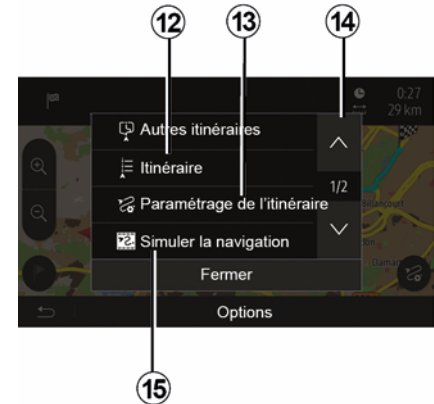 12 13 14
0:27
29 km
Autres itinéraires
Itinéraire
1/2
Paramétrage de l'itinéraire
Simuler la navigation
Fermer
Options
15